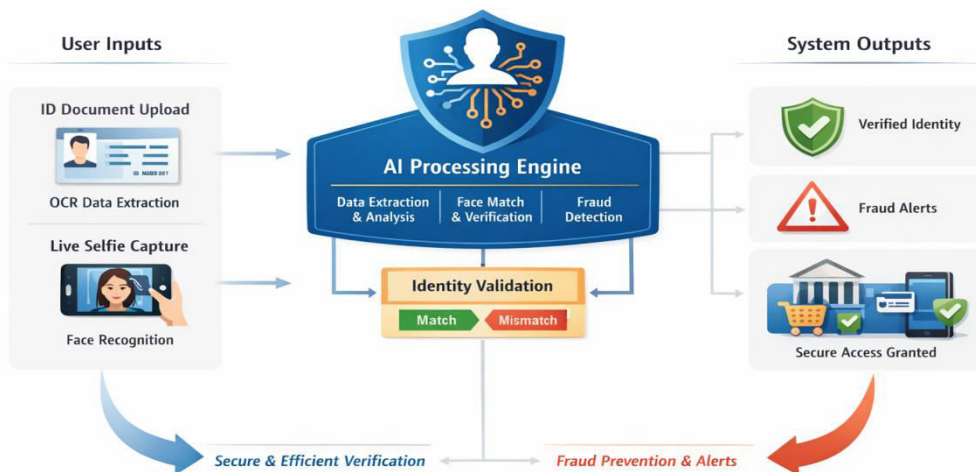 User Inputs
ID Document Upload
OCR Data Extraction
Live Selfie Capture
Face Recognition
AI Processing Engine
Data Extraction
& Analysis
Face Match
& Verification
Fraud
Detection
Identity Validation
Match
Mismatch
System Outputs
Verified Identity
Fraud Alerts
Secure Access Granted
Secure & Efficient Verification
Fraud Prevention & Alerts